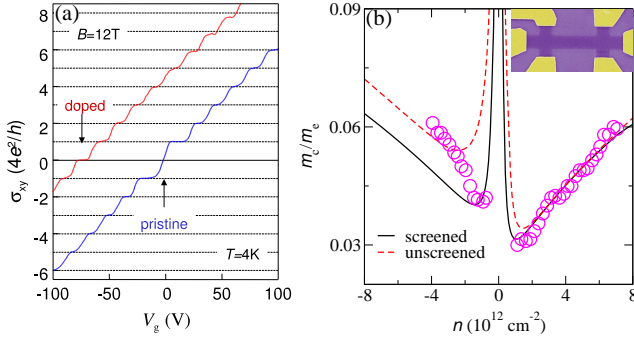 (a)
B=12T
doped
pristine
T=4K
σxy (4e²/h)
8
6
4
2
0
-2
-4
-6
-100 -50 0 50 100
Vg (V)
(b)
mc/me
0.09
0.06
0.03
screened
unscreened
-8 -4 0 4 8
n (10¹² cm⁻²)